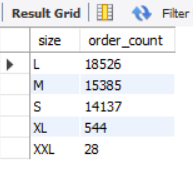 Result Grid Filter
size order_count
L 18526
M 15385
S 14137
XL 544
XXL 28